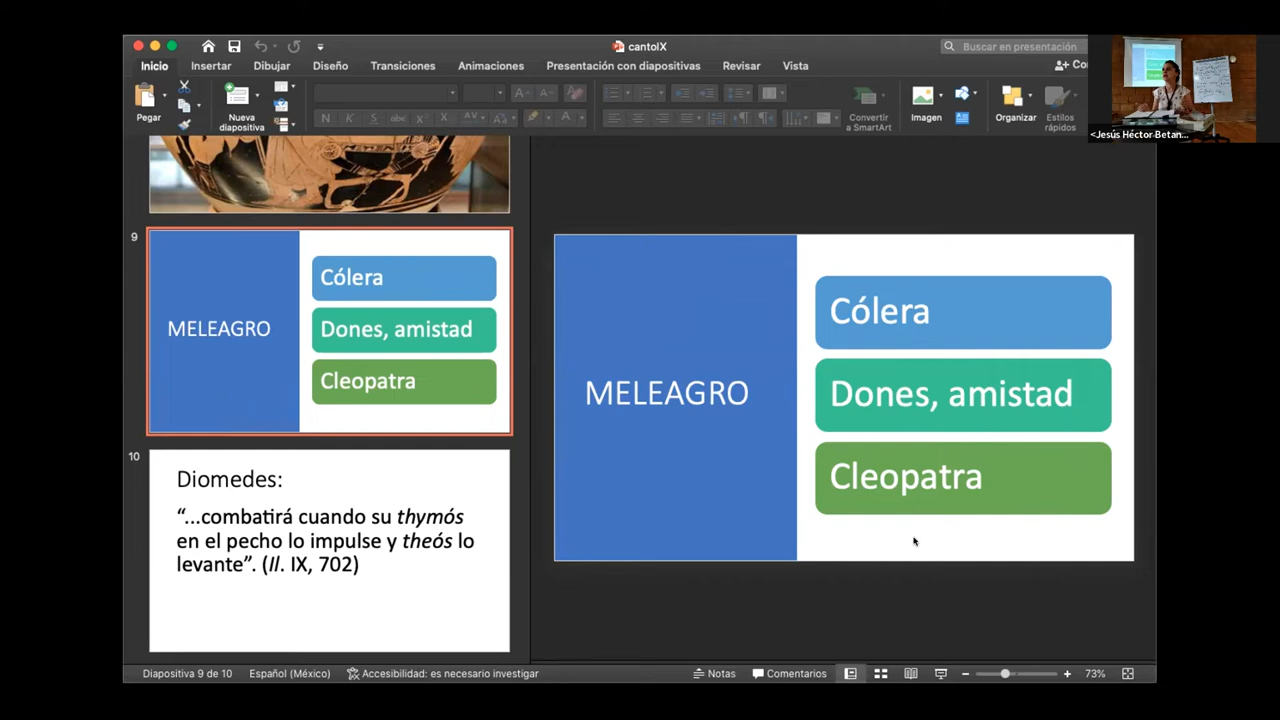 cantoIX
Buscar en presentación
Inicio
Insertar
Dibujar
Diseño
Transiciones
Animaciones
Presentación con diapositivas
Revisar
Vista
Pegar
Nueva
diapositiva
N K S abc
Convertir
a SmartArt
Imagen
Organizar
Estilos
rápidos
<Jesús Héctor Betan...
9
MELEAGRO
Cólera
Dones, amistad
Cleopatra
10
Diomedes:
“...combatirá cuando su thymós
en el pecho lo impulse y theós lo
levante”. (Il. IX, 702)
MELEAGRO
Cólera
Dones, amistad
Cleopatra
Diapositiva 9 de 10
Español (México)
Accesibilidad: es necesario investigar
Notas
Comentarios
73%